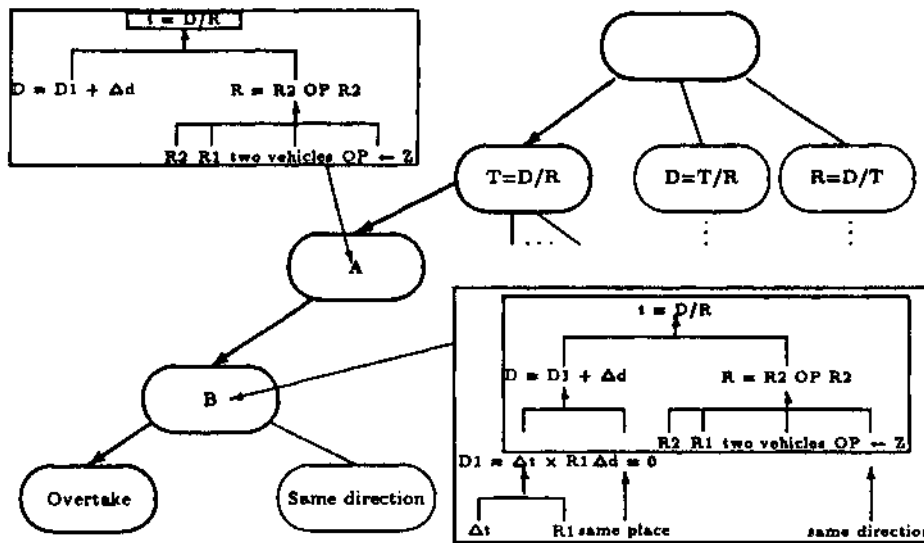 t = D/R
D = D1 + Δd
R = R2 OP R2
R2 R1 two vehicles OP ← Z
T=D/R
D=T/R
R=D/T
A
t = D/R
D = D1 + Δd
R = R2 OP R2
B
R2 R1 two vehicles OP ← Z
D1 = Δt × R1 Δd = 0
Overtake
Same direction
Δt
R1 same place
same direction